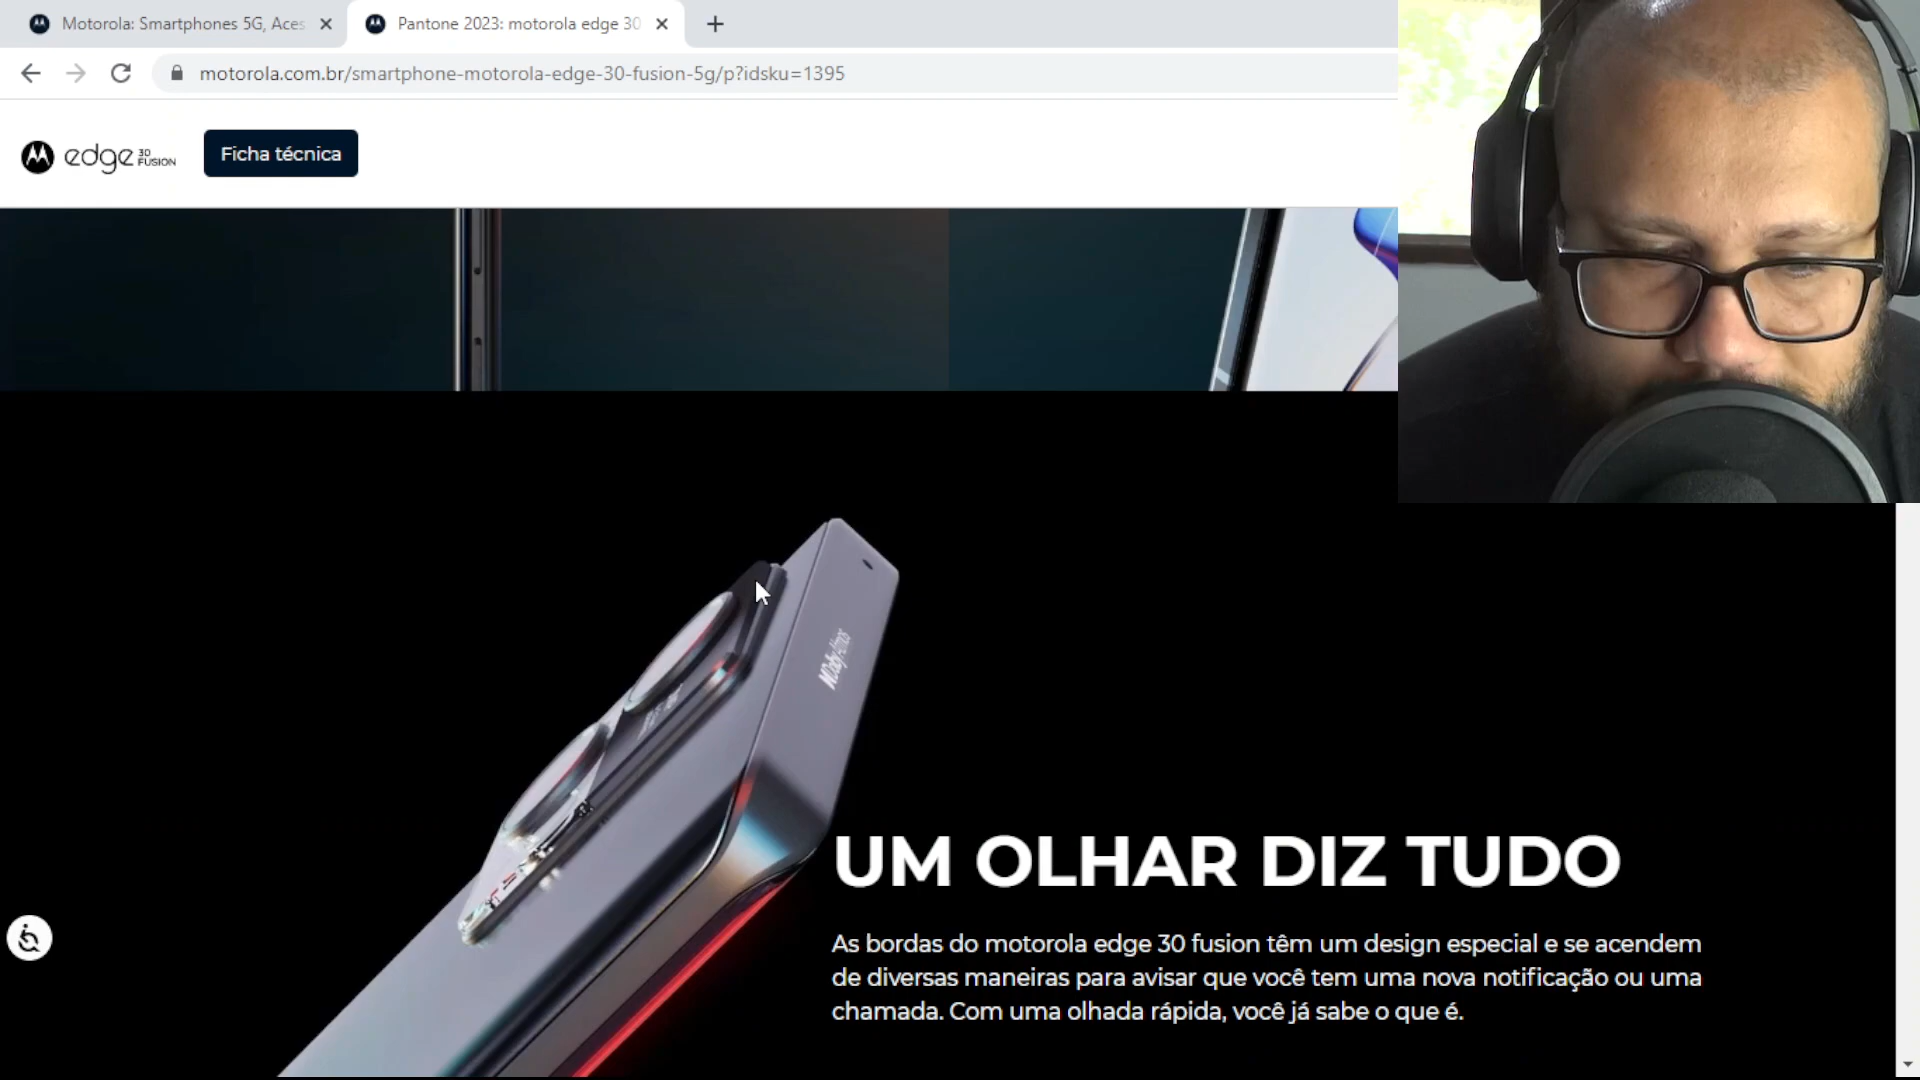 Motorola: Smartphones 5G, Aces
Pantone 2023: motorola edge 30
motorola.com.br/smartphone-motorola-edge-30-fusion-5g/p?idsku=1395
edge 30 FUSION
Ficha técnica
Dolby Atmos
UM OLHAR DIZ TUDO
As bordas do motorola edge 30 fusion têm um design especial e se acendem
de diversas maneiras para avisar que você tem uma nova notificação ou uma
chamada. Com uma olhada rápida, você já sabe o que é.